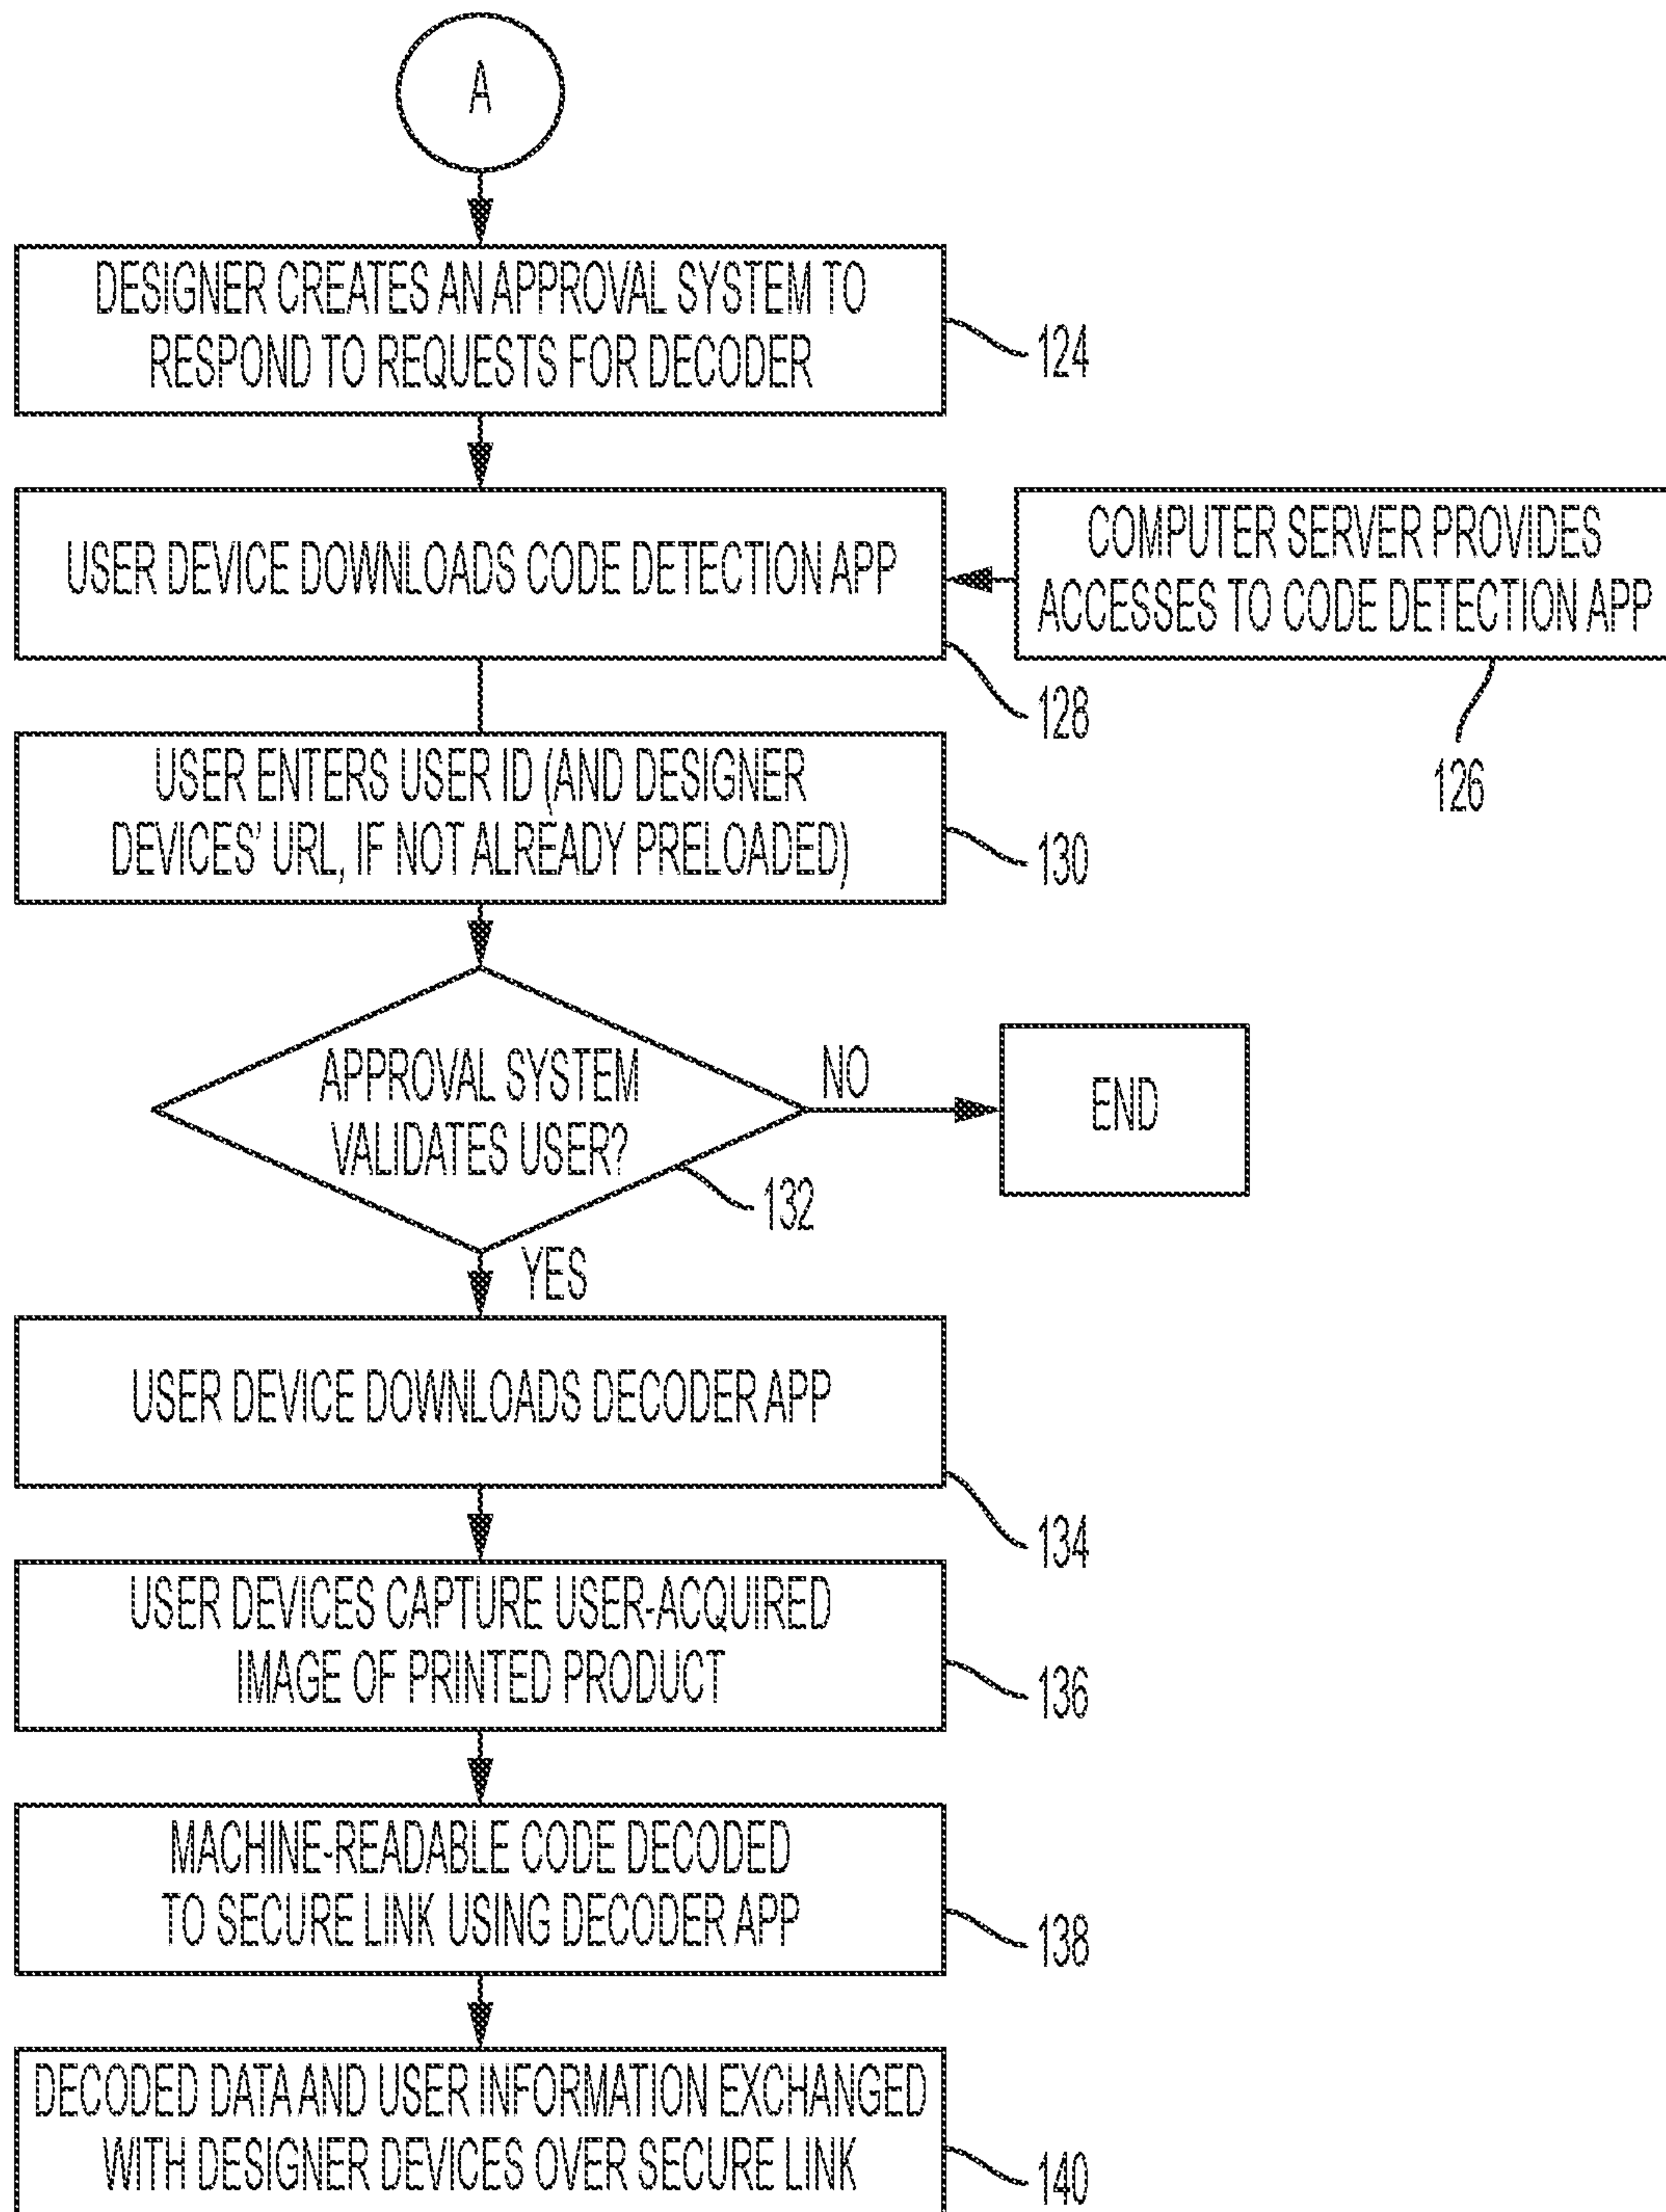 A
DESIGNER CREATES AN APPROVAL SYSTEM TO
RESPOND TO REQUESTS FOR DECODER
124
USER DEVICE DOWNLOADS CODE DETECTION APP
128
COMPUTER SERVER PROVIDES
ACCESSES TO CODE DETECTION APP
126
USER ENTERS USER ID (AND DESIGNER
DEVICES' URL, IF NOT ALREADY PRELOADED)
130
APPROVAL SYSTEM
VALIDATES USER?
132
NO
END
YES
USER DEVICE DOWNLOADS DECODER APP
134
USER DEVICES CAPTURE USER-ACQUIRED
IMAGE OF PRINTED PRODUCT
136
MACHINE-READABLE CODE DECODED
TO SECURE LINK USING DECODER APP
138
DECODED DATA AND USER INFORMATION EXCHANGED
WITH DESIGNER DEVICES OVER SECURE LINK
140